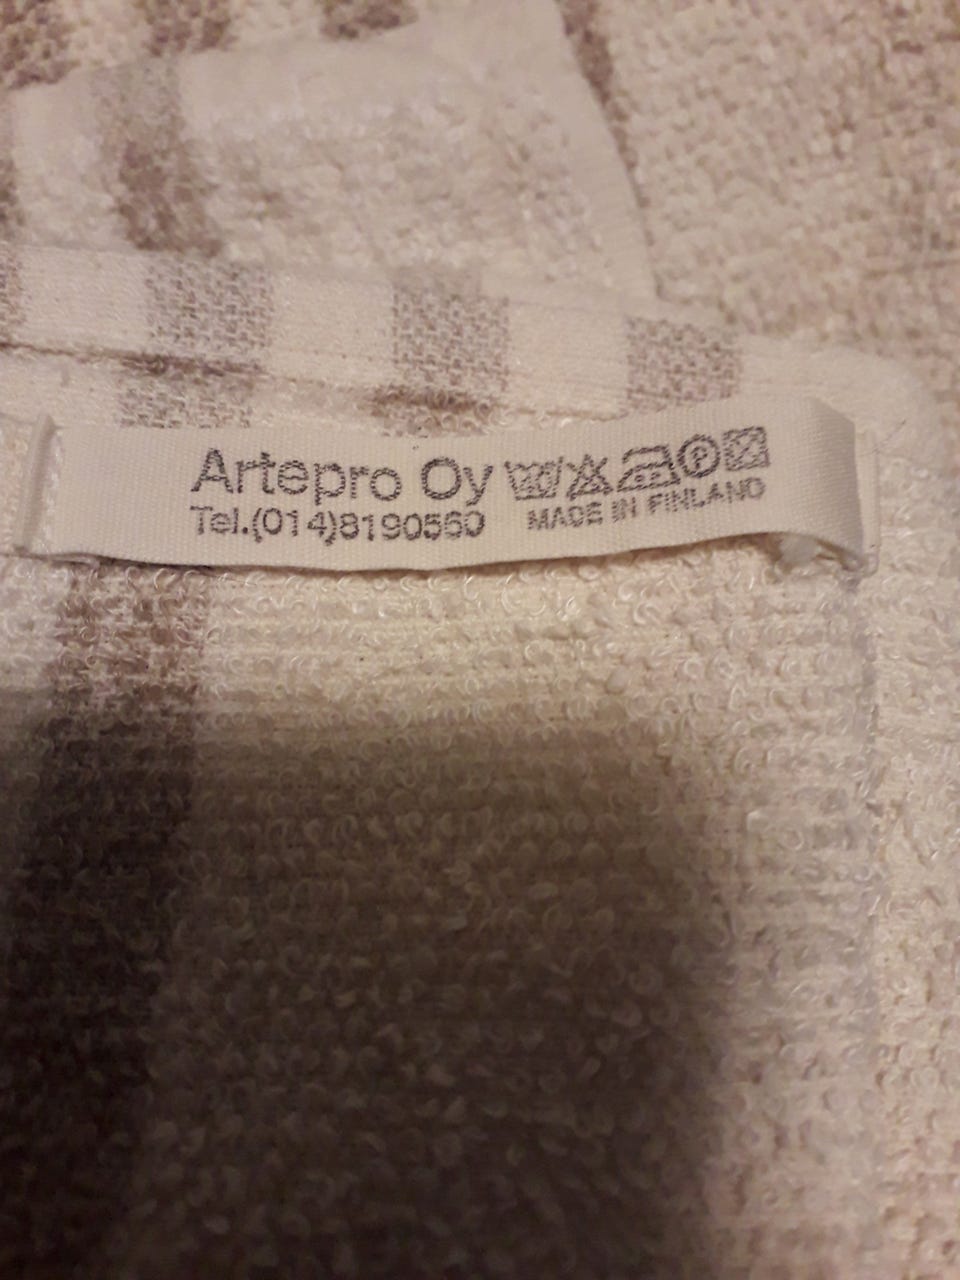 Artepro Oy
Tel.(014)8190560
MADE IN FINLAND